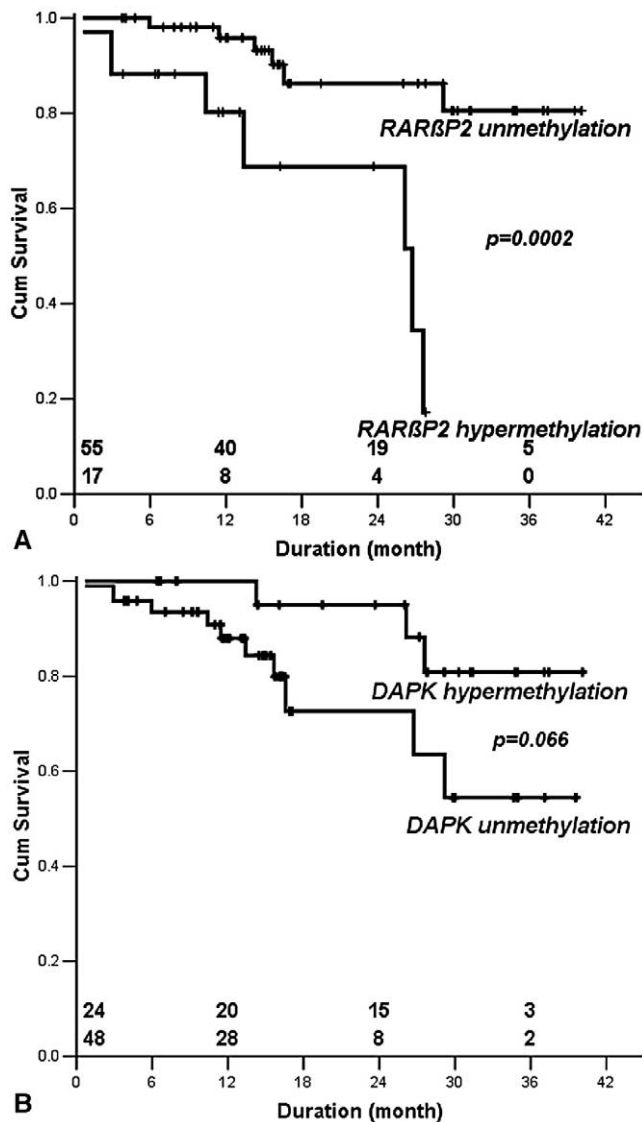 1.0
0.8
RARßP2 unmethylation
0.6
p=0.0002
Cum Survival
0.4
0.2
RARßP2 hypermethylation
55 40 19 5
17 8 4 0
0.0
0 6 12 18 24 30 36 42
A
Duration (month)
1.0
0.8
DAPK hypermethylation
p=0.066
0.6
DAPK unmethylation
Cum Survival
0.4
0.2
24 20 15 3
48 28 8 2
0.0
0 6 12 18 24 30 36 42
B
Duration (month)